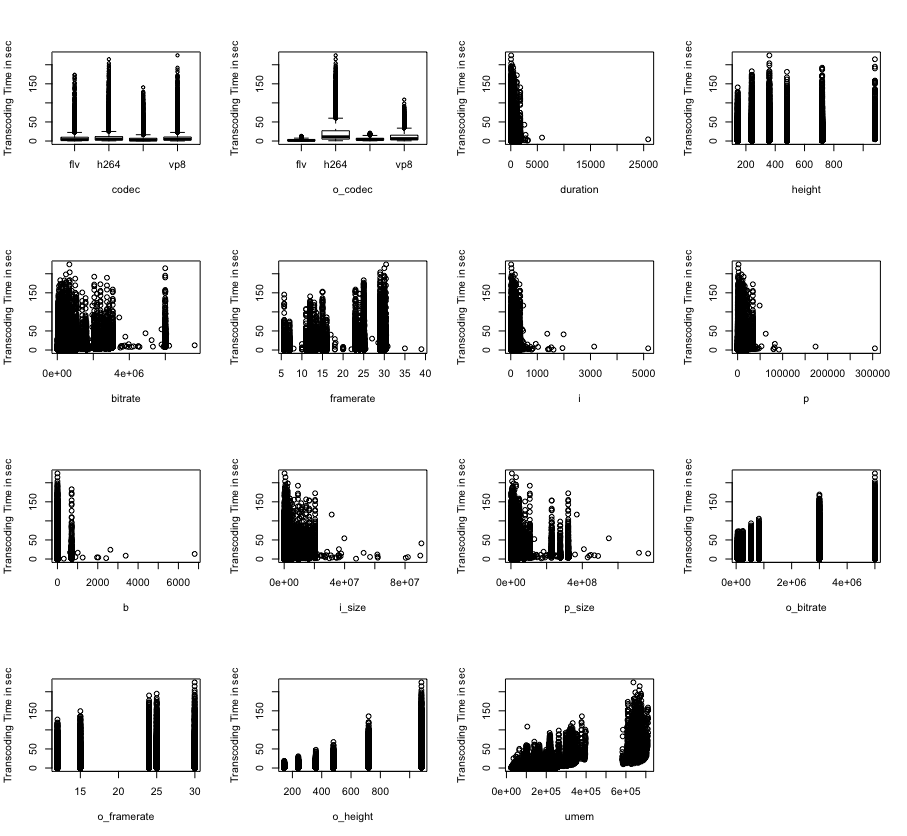 Transcoding Time in sec
0 50 150
flv h264 vp8
codec
Transcoding Time in sec
0 50 150
flv h264 vp8
o_codec
Transcoding Time in sec
0 50 150
0 5000 15000 25000
duration
Transcoding Time in sec
0 50 150
200 400 600 800
height
Transcoding Time in sec
0 50 150
0e+00 4e+06
bitrate
Transcoding Time in sec
0 50 150
5 10 15 20 25 30 35 40
framerate
Transcoding Time in sec
0 50 150
0 1000 3000 5000
i
Transcoding Time in sec
0 50 150
0 100000 200000 300000
p
Transcoding Time in sec
0 50 150
0 2000 4000 6000
b
Transcoding Time in sec
0 50 150
0e+00 4e+07 8e+07
i_size
Transcoding Time in sec
0 50 150
0e+00 4e+08
p_size
Transcoding Time in sec
0 50 150
0e+00 2e+06 4e+06
o_bitrate
Transcoding Time in sec
0 50 150
15 20 25 30
o_framerate
Transcoding Time in sec
0 50 150
200 400 600 800
o_height
Transcoding Time in sec
0 50 150
0e+00 2e+05 4e+05 6e+05
umem